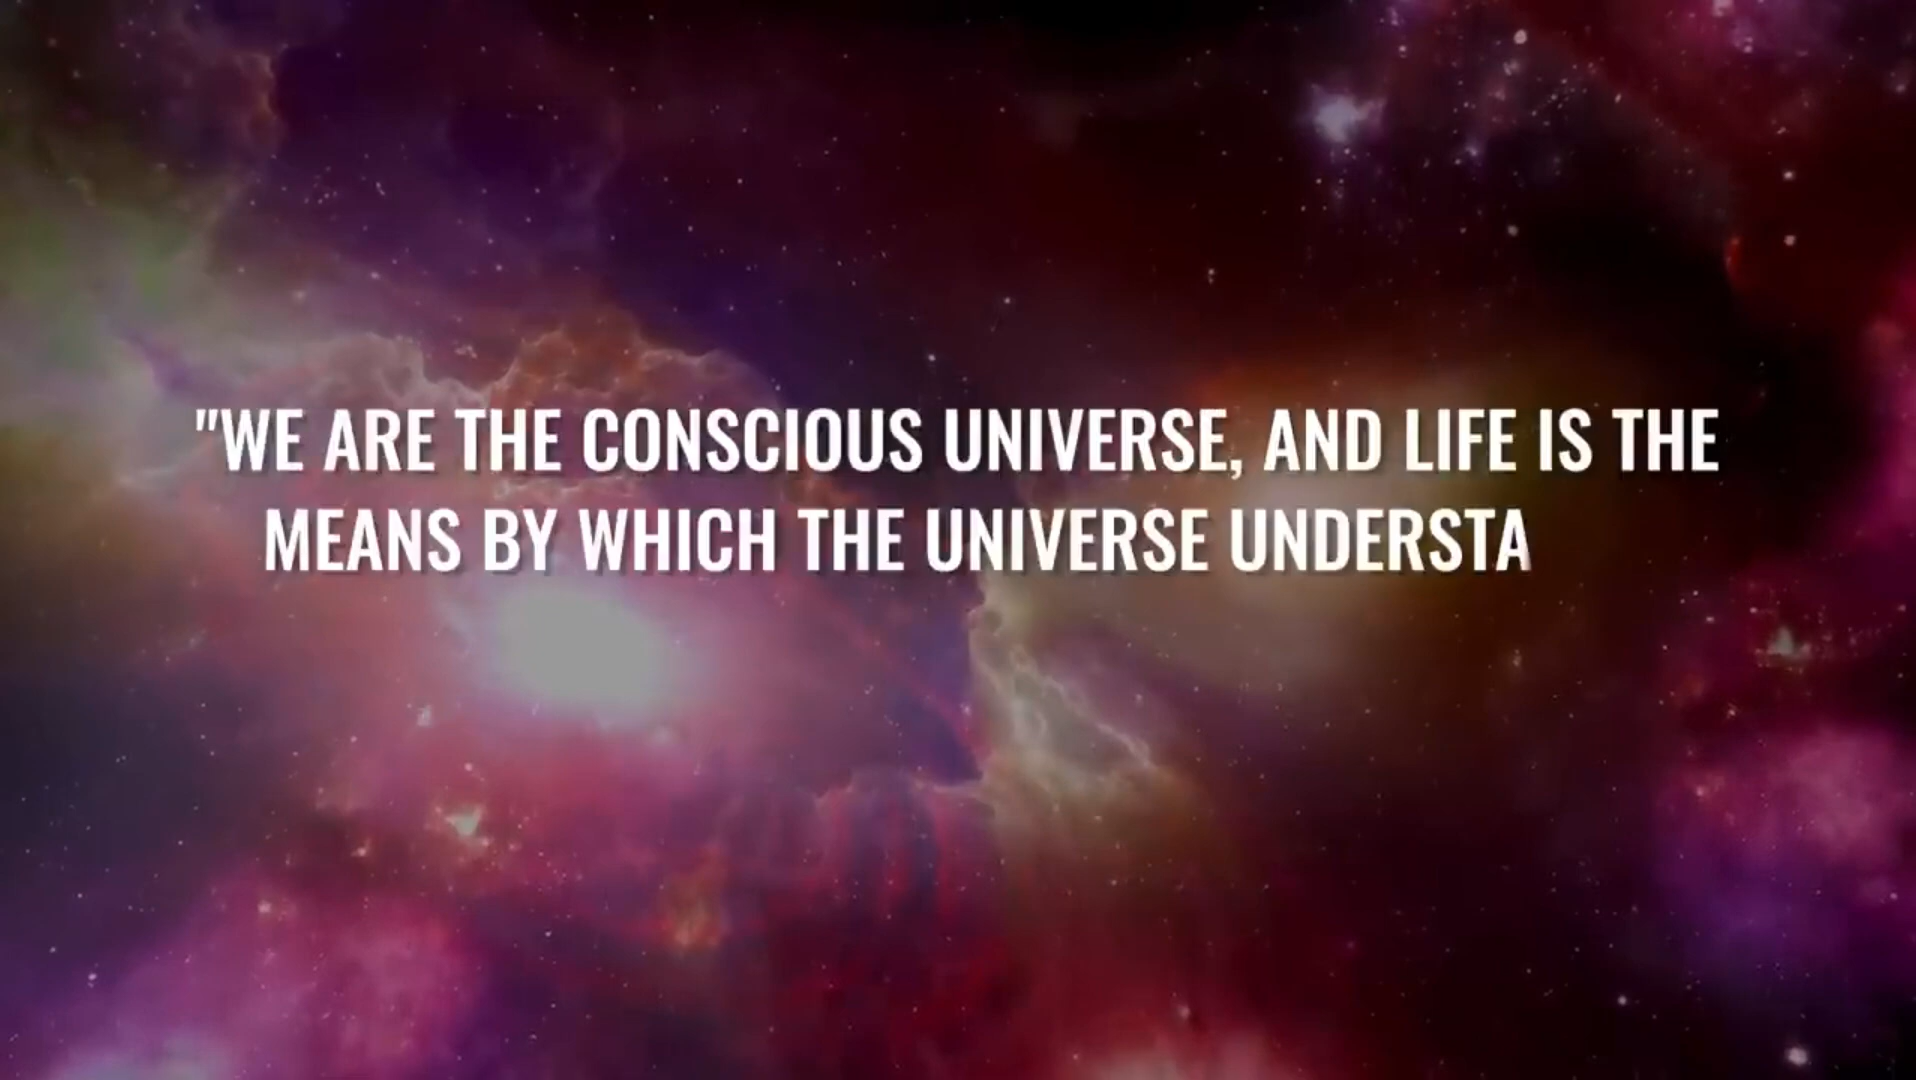 "WE ARE THE CONSCIOUS UNIVERSE, AND LIFE IS THE
MEANS BY WHICH THE UNIVERSE UNDERSTA